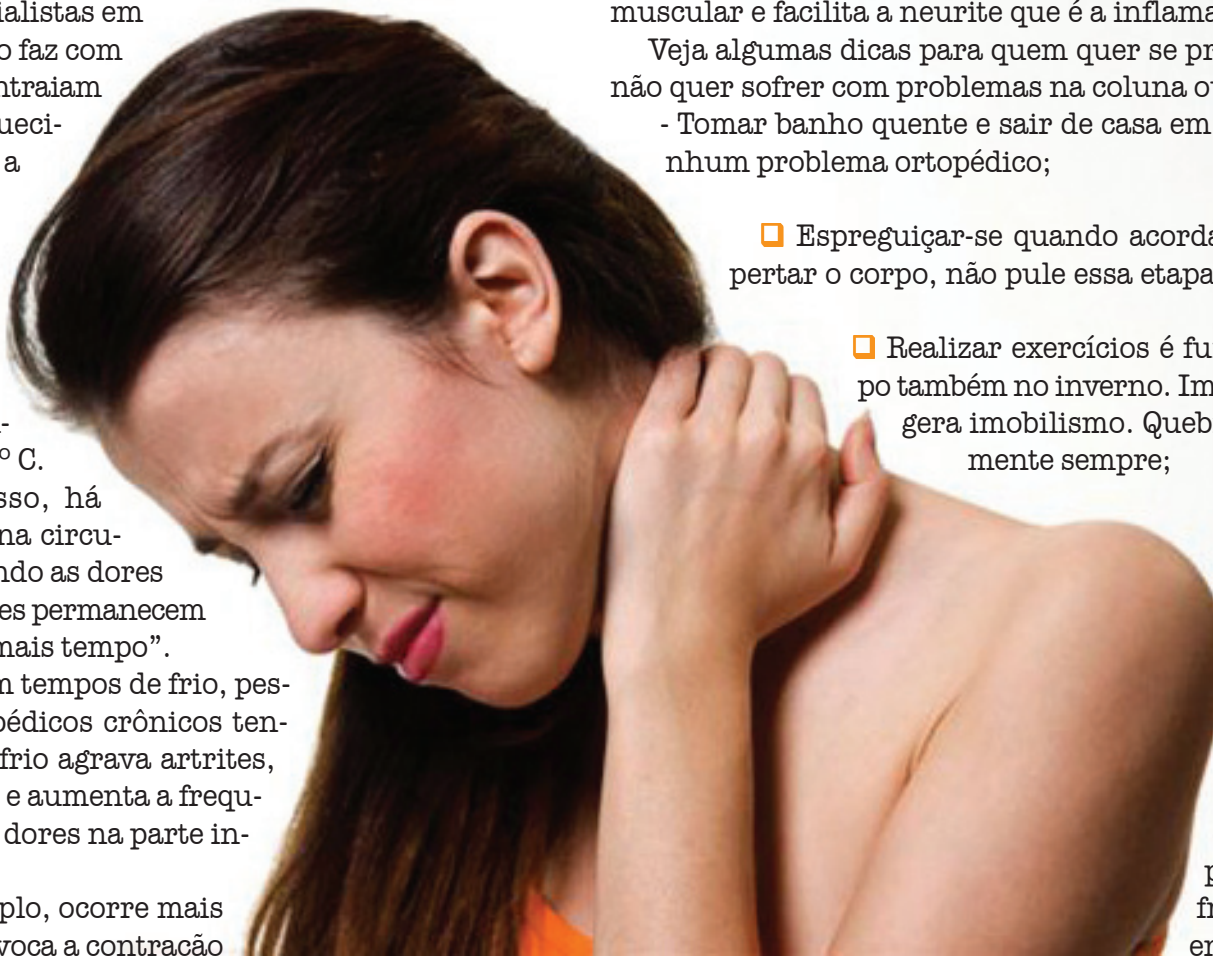 ialistas em
o faz com
ntraiam
ueci-
a
-
º C.
sso, há
na circu-
ndo as dores
es permanecem
mais tempo”.
m tempos de frio, pes-
pédicos crônicos ten-
frio agrava artrites,
e aumenta a frequ-
dores na parte in-
plo, ocorre mais
voca a contração
muscular e facilita a neurite que é a inflama
Veja algumas dicas para quem quer se pr
não quer sofrer com problemas na coluna o
- Tomar banho quente e sair de casa em
nhum problema ortopédico;
❑ Espreguiçar-se quando acorda
pertar o corpo, não pule essa etapa
❑ Realizar exercícios é fu
po também no inverno. Im
gera imobilismo. Queb
mente sempre;
p
fr
en